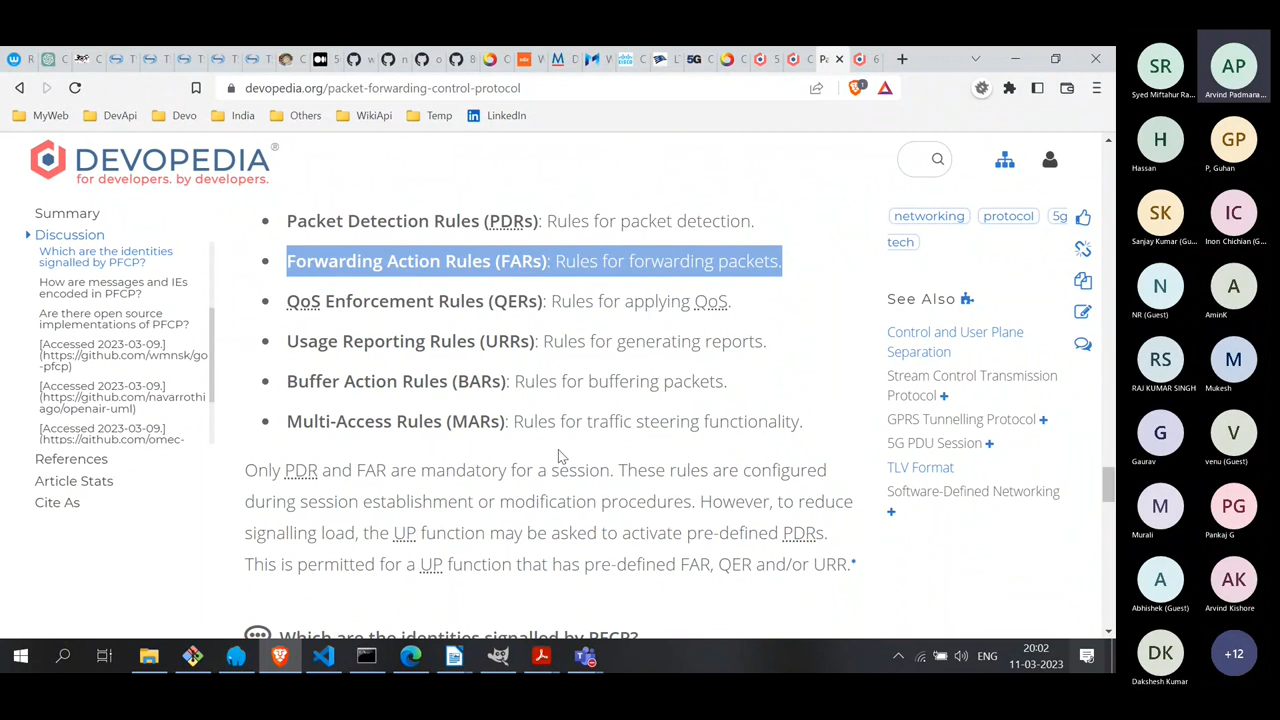 devopedia.org/packet-forwarding-control-protocol
MyWeb
DevApi
Devo
India
Others
WikiApi
Temp
LinkedIn
DEVOPEDIA®
for developers. by developers.
Summary
Discussion
Which are the identities
signalled by PFCP?
How are messages and IEs
encoded in PFCP?
Are there open source
implementations of PFCP?
[Accessed 2023-03-09.]
(https://github.com/wmnsk/go
-pfcp)
[Accessed 2023-03-09.]
(https://github.com/navarrothi
ago/openair-uml)
[Accessed 2023-03-09.]
(https://github.com/omec-
References
Article Stats
Cite As
Packet Detection Rules (PDRs): Rules for packet detection.
Forwarding Action Rules (FARs): Rules for forwarding packets.
QoS Enforcement Rules (QERs): Rules for applying QoS.
Usage Reporting Rules (URRs): Rules for generating reports.
Buffer Action Rules (BARs): Rules for buffering packets.
Multi-Access Rules (MARs): Rules for traffic steering functionality.
Only PDR and FAR are mandatory for a session. These rules are configured
during session establishment or modification procedures. However, to reduce
signalling load, the UP function may be asked to activate pre-defined PDRs.
This is permitted for a UP function that has pre-defined FAR, QER and/or URR.
Which are the identities signalled by PFCP?
networking
protocol
5g
tech
See Also
Control and User Plane
Separation
Stream Control Transmission
Protocol +
GPRS Tunnelling Protocol +
5G PDU Session +
TLV Format
Software-Defined Networking
+
ENG
20:02
11-03-2023
SR
Syed Miftahur Ra...
AP
Arvind Padmana...
H
Hassan
GP
P, Guhan
SK
Sanjay Kumar (Gu...
IC
Inon Chichian (Gu...
N
NR (Guest)
A
AminK
RS
RAJ KUMAR SINGH
M
Mukesh
G
Gaurav
V
venu (Guest)
M
Murali
PG
Pankaj G
A
Abhishek (Guest)
AK
Arvind Kishore
DK
Dakshesh Kumar
+12